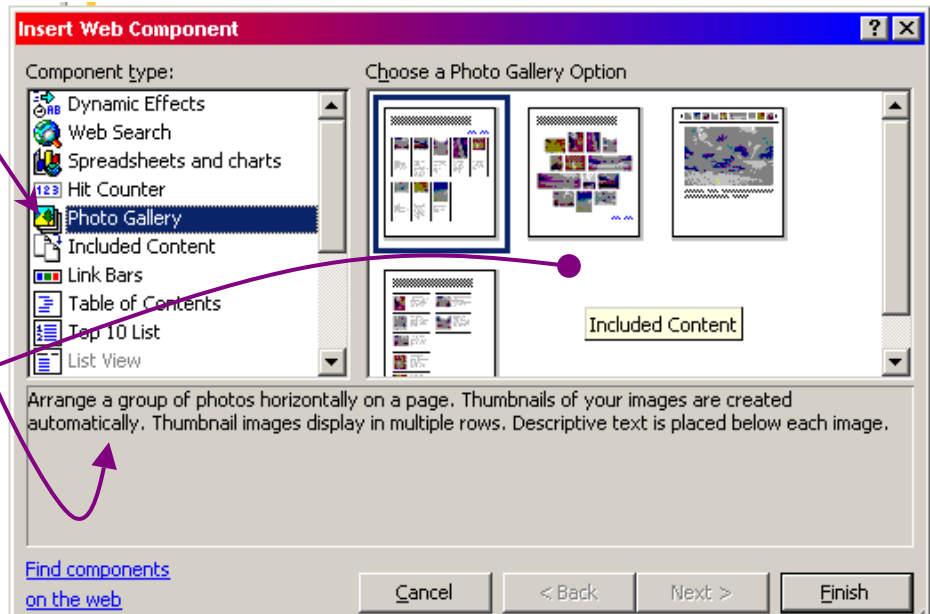 Insert Web Component
Component type:
Choose a Photo Gallery Option
Dynamic Effects
Web Search
Spreadsheets and charts
123 Hit Counter
Photo Gallery
Included Content
Link Bars
Table of Contents
Top 10 List
List View
Included Content
Arrange a group of photos horizontally on a page. Thumbnails of your images are created
automatically. Thumbnail images display in multiple rows. Descriptive text is placed below each image.
Find components
on the web
Cancel
< Back
Next >
Finish